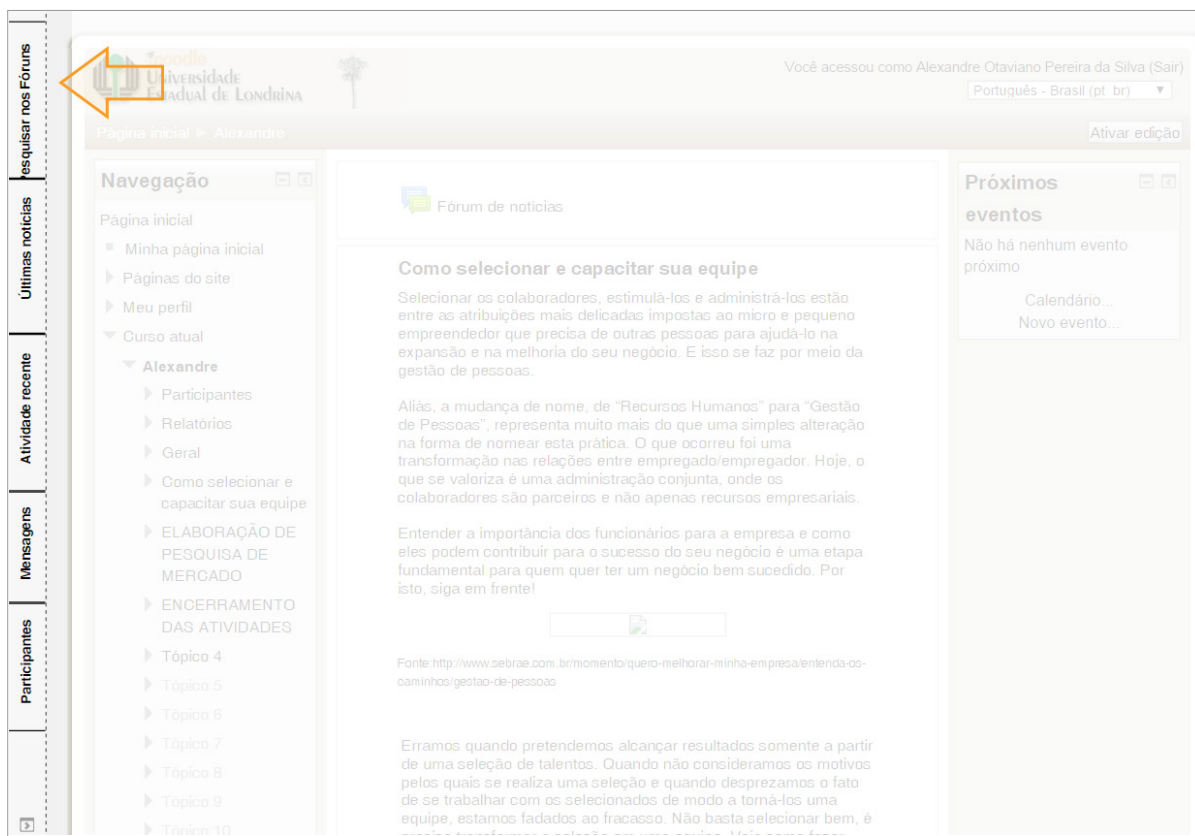 Pesquisar nos Fóruns
Últimas notícias
Atividade recente
Mensagens
Participantes
moodle
Universidade
Estadual de Londrina
Você acessou como Alexandre Otaviano Pereira da Silva (Sair)
Português - Brasil (pt_br)
Página inicial ► Alexandre
Ativar edição
Navegação
Página inicial
Minha página inicial
Páginas do site
Meu perfil
Curso atual
Alexandre
Participantes
Relatórios
Geral
Como selecionar e
capacitar sua equipe
ELABORAÇÃO DE
PESQUISA DE
MERCADO
ENCERRAMENTO
DAS ATIVIDADES
Tópico 4
Tópico 5
Tópico 6
Tópico 7
Tópico 8
Tópico 9
Tópico 10
Fórum de notícias
Como selecionar e capacitar sua equipe
Selecionar os colaboradores, estimulá-los e administrá-los estão
entre as atribuições mais delicadas impostas ao micro e pequeno
empreendedor que precisa de outras pessoas para ajudá-lo na
expansão e na melhoria do seu negócio. E isso se faz por meio da
gestão de pessoas.
Aliás, a mudança de nome, de “Recursos Humanos” para “Gestão
de Pessoas”, representa muito mais do que uma simples alteração
na forma de nomear esta prática. O que ocorreu foi uma
transformação nas relações entre empregado/empregador. Hoje, o
que se valoriza é uma administração conjunta, onde os
colaboradores são parceiros e não apenas recursos empresariais.
Entender a importância dos funcionários para a empresa e como
eles podem contribuir para o sucesso do seu negócio é uma etapa
fundamental para quem quer ter um negócio bem sucedido. Por
isto, siga em frente!
Fonte:http://www.sebrae.com.br/momento/quero-melhorar-minha-empresa/entenda-os-
caminhos/gestao-de-pessoas
Erramos quando pretendemos alcançar resultados somente a partir
de uma seleção de talentos. Quando não consideramos os motivos
pelos quais se realiza uma seleção e quando desprezamos o fato
de se trabalhar com os selecionados de modo a torná-los uma
equipe, estamos fadados ao fracasso. Não basta selecionar bem, é
Próximos
eventos
Não há nenhum evento
próximo
Calendário...
Novo evento...